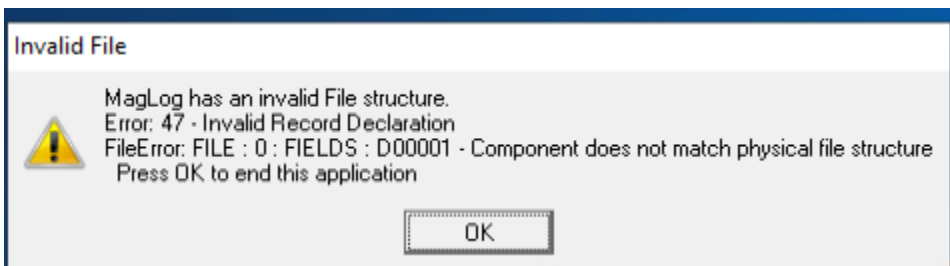 Invalid File
MagLog has an invalid File structure.
Error: 47 - Invalid Record Declaration
FileError: FILE : 0 : FIELDS : D00001 - Component does not match physical file structure
Press OK to end this application
OK